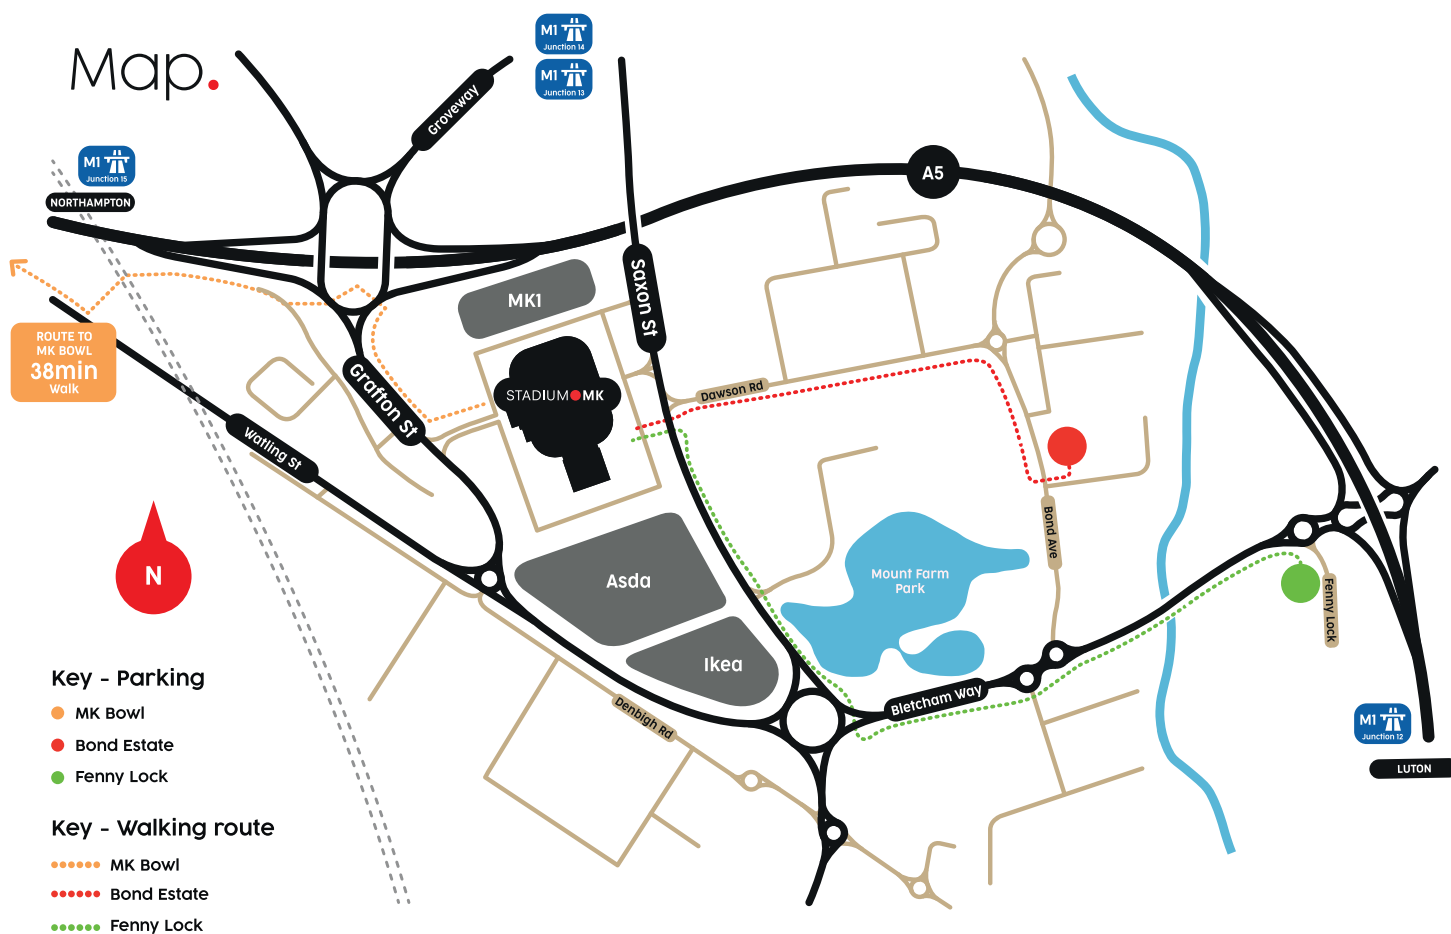 Map.
M1
Junction 14
M1
Junction 13
Groveway
M1
Junction 15
NORTHAMPTON
A5
Saxon St
MK1
ROUTE TO
MK BOWL
38min
Walk
STADIUM MK
Dawson Rd
Grafton St
Watling St
Bond Ave
N
Asda
Mount Farm
Park
Fenny Lock
Ikea
Bletcham Way
Denbigh Rd
M1
Junction 12
LUTON
Key - Parking
MK Bowl
Bond Estate
Fenny Lock
Key - Walking route
MK Bowl
Bond Estate
Fenny Lock